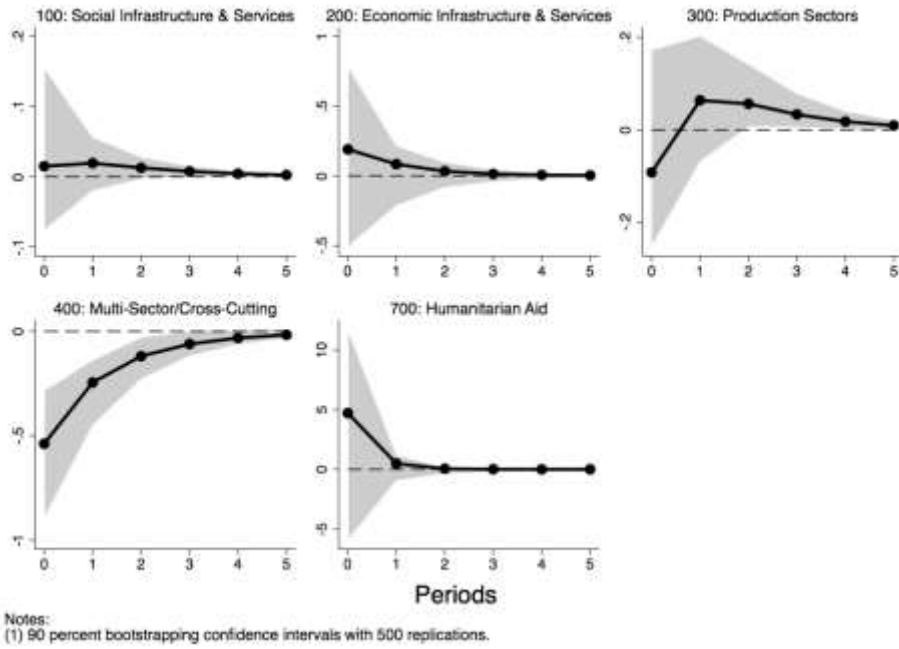 100: Social Infrastructure & Services
.2
.1
0
-.1
0 1 2 3 4 5
200: Economic Infrastructure & Services
1
.5
0
-.5
0 1 2 3 4 5
300: Production Sectors
.2
0
-.2
0 1 2 3 4 5
400: Multi-Sector/Cross-Cutting
0
-.5
-1
0 1 2 3 4 5
700: Humanitarian Aid
10
5
0
-5
0 1 2 3 4 5
Periods
Notes:
(1) 90 percent bootstrapping confidence intervals with 500 replications.